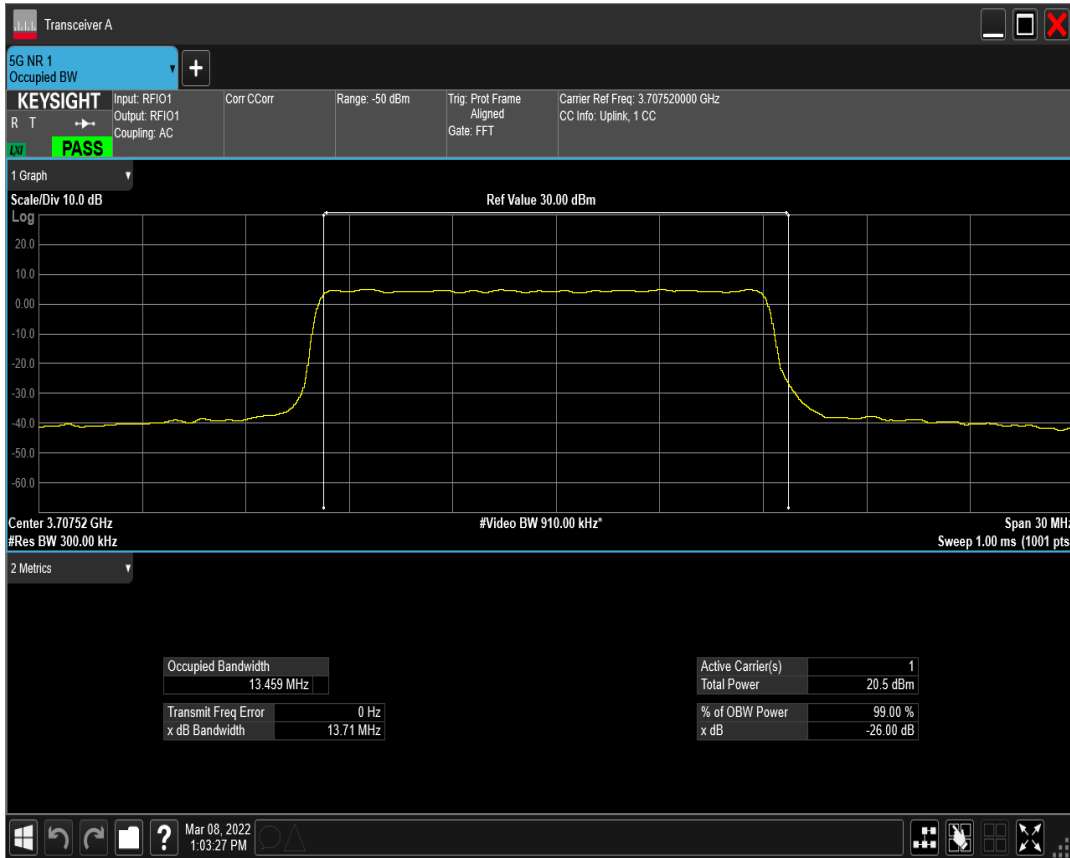 Transceiver A
5G NR 1
Occupied BW
KEYSIGHT
R T
LXI
PASS
Input: RFIO1
Output: RFIO1
Coupling: AC
Corr CCorr
Range: -50 dBm
Trig: Prot Frame
Aligned
Gate: FFT
Carrier Ref Freq: 3.707520000 GHz
CC Info: Uplink, 1 CC
1 Graph
Scale/Div 10.0 dB
Ref Value 30.00 dBm
Log
20.0
10.0
0.00
-10.0
-20.0
-30.0
-40.0
-50.0
-60.0
Center 3.70752 GHz
#Video BW 910.00 kHz*
Span 30 MHz
#Res BW 300.00 kHz
Sweep 1.00 ms (1001 pts
2 Metrics
Occupied Bandwidth
13.459 MHz
Transmit Freq Error 0 Hz
x dB Bandwidth 13.71 MHz
Active Carrier(s) 1
Total Power 20.5 dBm
% of OBW Power 99.00 %
x dB -26.00 dB
?
Mar 08, 2022
1:03:27 PM